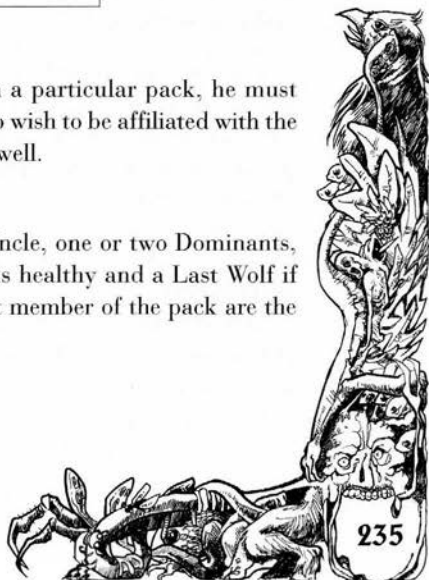 a particular pack, he must
wish to be affiliated with the
well.
ncle, one or two Dominants,
s healthy and a Last Wolf if
member of the pack are the
235